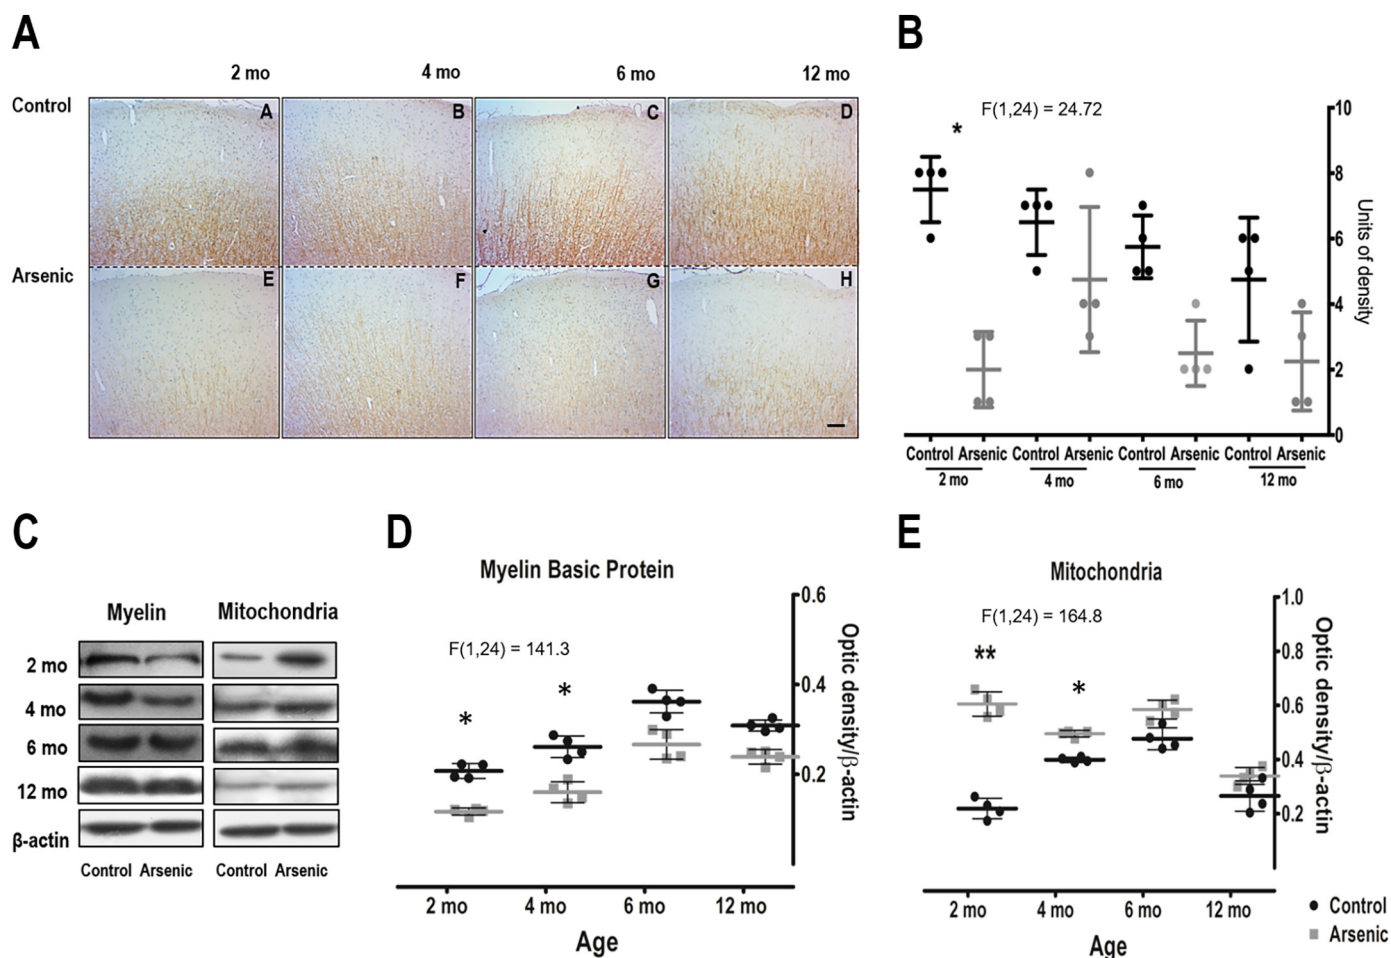 A
2 mo 4 mo 6 mo 12 mo
Control
A B C D
Arsenic
E F G H
B
F(1,24) = 24.72
*
10
8
6
4
2
0
Units of density
Control Arsenic Control Arsenic Control Arsenic Control Arsenic
2 mo 4 mo 6 mo 12 mo
C
Myelin Mitochondria
2 mo
4 mo
6 mo
12 mo
β-actin
Control Arsenic Control Arsenic
D
Myelin Basic Protein
F(1,24) = 141.3
*
*
0.6
0.4
0.2
Optic density/β-actin
2 mo 4 mo 6 mo 12 mo
Age
E
Mitochondria
F(1,24) = 164.8
**
*
1.0
0.8
0.6
0.4
0.2
Optic density/β-actin
2 mo 4 mo 6 mo 12 mo
Age
Control
Arsenic